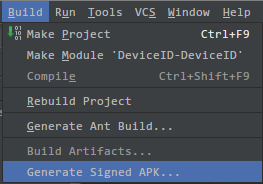 Build Run Tools VCS Window Help
Make Project Ctrl+F9
Make Module 'DeviceID-DeviceID'
Compile Ctrl+Shift+F9
Rebuild Project
Generate Ant Build...
Build Artifacts...
Generate Signed APK...